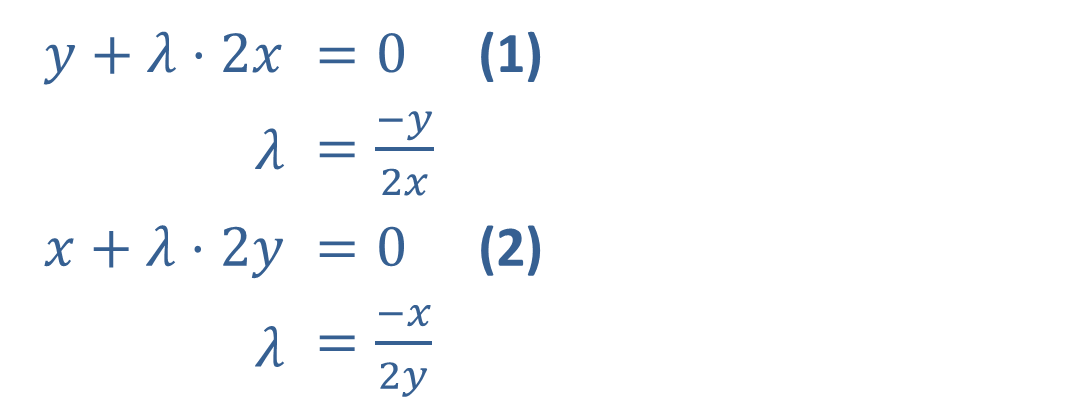 y + λ · 2x = 0 (1)
λ = -y/2x
x + λ · 2y = 0 (2)
λ = -x/2y